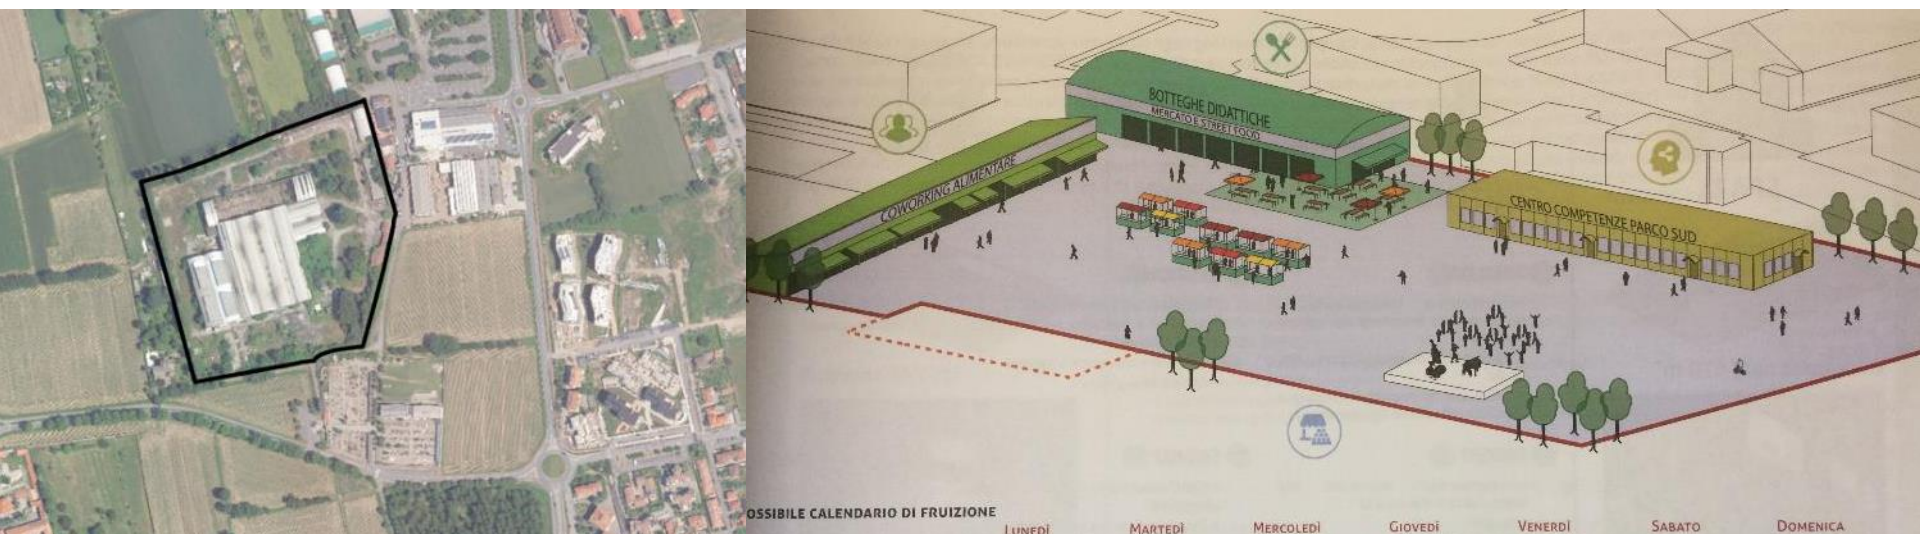 BOTTEGHE DIDATTICHE
MERCATO E STREET FOOD
COWORKING ALIMENTARE
CENTRO COMPETENZE PARCO SUD
OSSIBILE CALENDARIO DI FRUIZIONE
LUNEDÌ MARTEDÌ MERCOLEDÌ GIOVEDÌ VENERDÌ SABATO DOMENICA